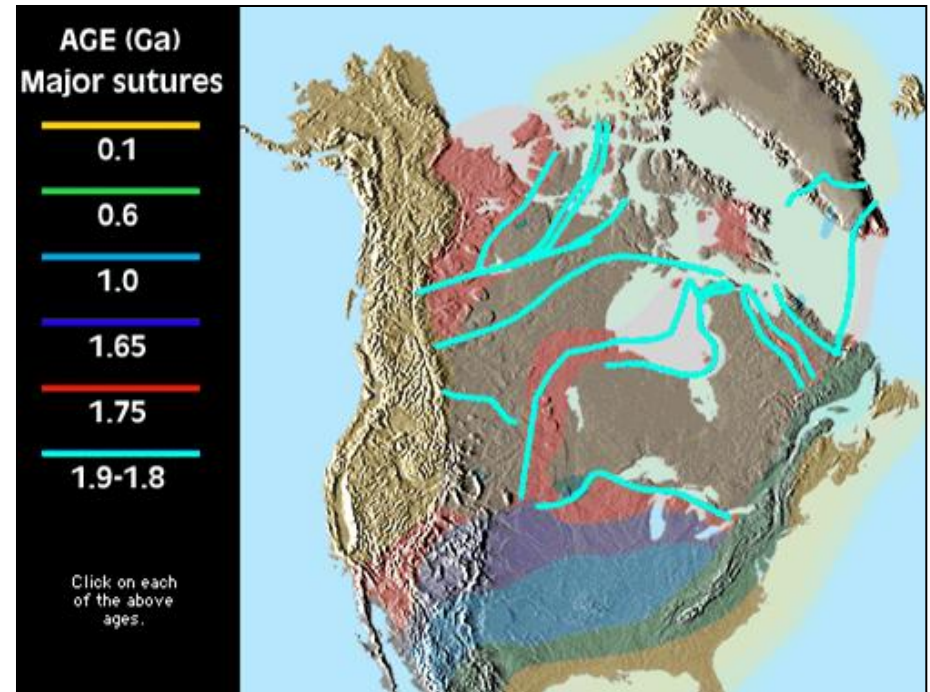 AGE (Ga)
Major sutures
0.1
0.6
1.0
1.65
1.75
1.9-1.8
Click on each
of the above
ages.